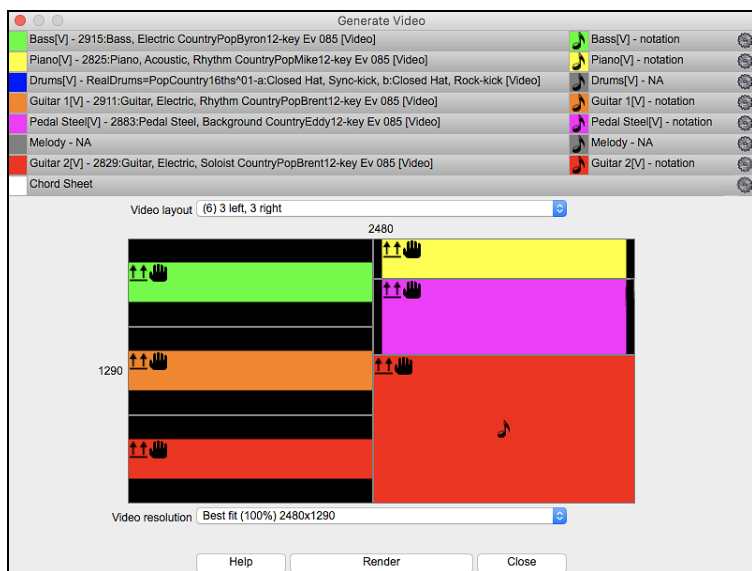 Generate Video
Bass[V] - 2915:Bass, Electric CountryPopByron12-key Ev 085 [Video] Bass[V] - notation
Piano[V] - 2825:Piano, Acoustic, Rhythm CountryPopMike12-key Ev 085 [Video] Piano[V] - notation
Drums[V] - RealDrums=PopCountry16ths^01-a:Closed Hat, Sync-kick, b:Closed Hat, Rock-kick [Video] Drums[V] - NA
Guitar 1[V] - 2911:Guitar, Electric, Rhythm CountryPopBrent12-key Ev 085 [Video] Guitar 1[V] - notation
Pedal Steel[V] - 2883:Pedal Steel, Background CountryEddy12-key Ev 085 [Video] Pedal Steel[V] - notation
Melody - NA Melody - NA
Guitar 2[V] - 2829:Guitar, Electric, Soloist CountryPopBrent12-key Ev 085 [Video] Guitar 2[V] - notation
Chord Sheet
Video layout (6) 3 left, 3 right
2480
1290
Video resolution Best fit (100%) 2480x1290
Help Render Close